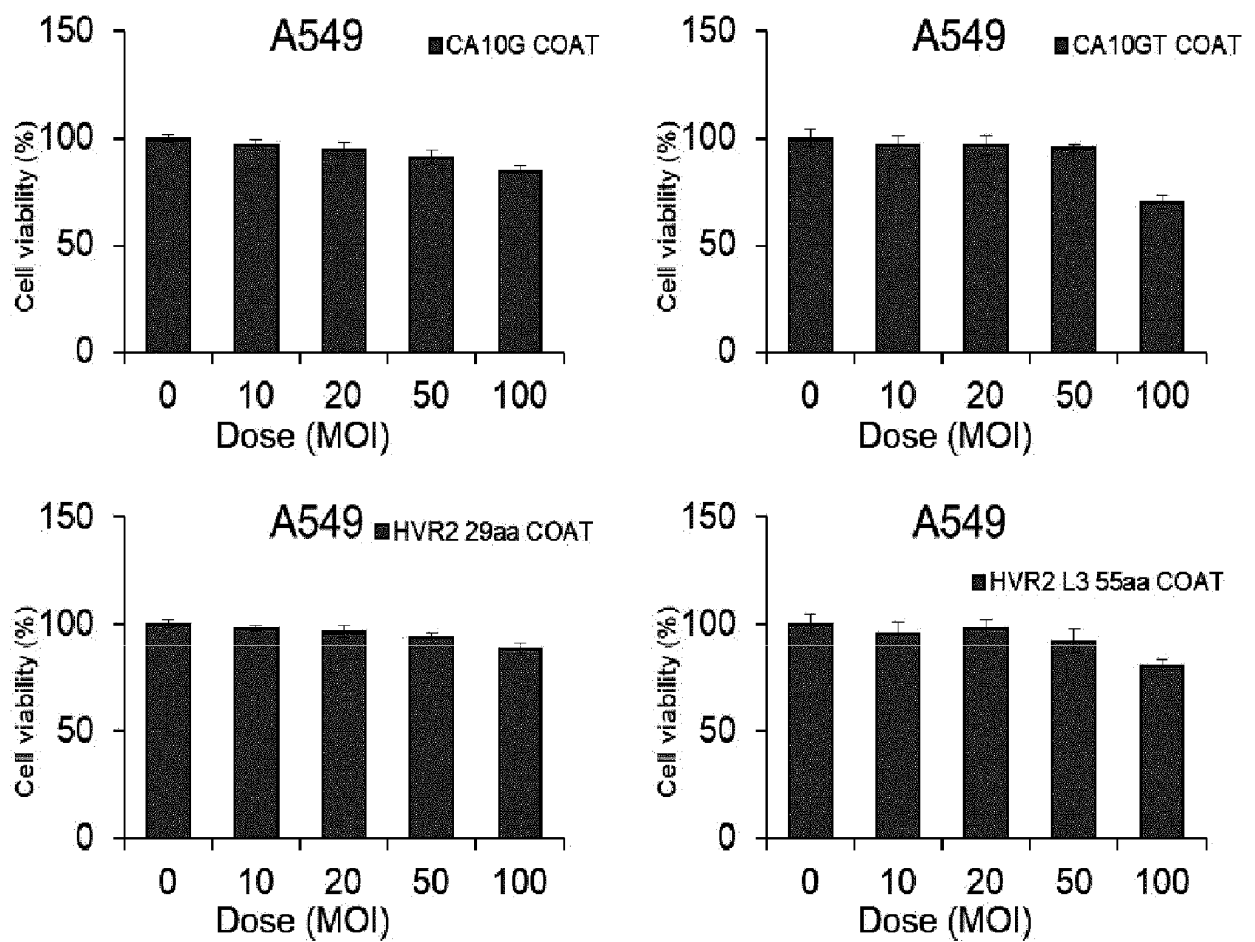 A549
CA10G COAT
150
100
50
0
Cell viability (%)
0 10 20 50 100
Dose (MOI)
A549
CA10GT COAT
150
100
50
0
Cell viability (%)
0 10 20 50 100
Dose (MOI)
A549
HVR2 29aa COAT
150
100
50
0
Cell viability (%)
0 10 20 50 100
Dose (MOI)
A549
HVR2 L3 55aa COAT
150
100
50
0
Cell viability (%)
0 10 20 50 100
Dose (MOI)